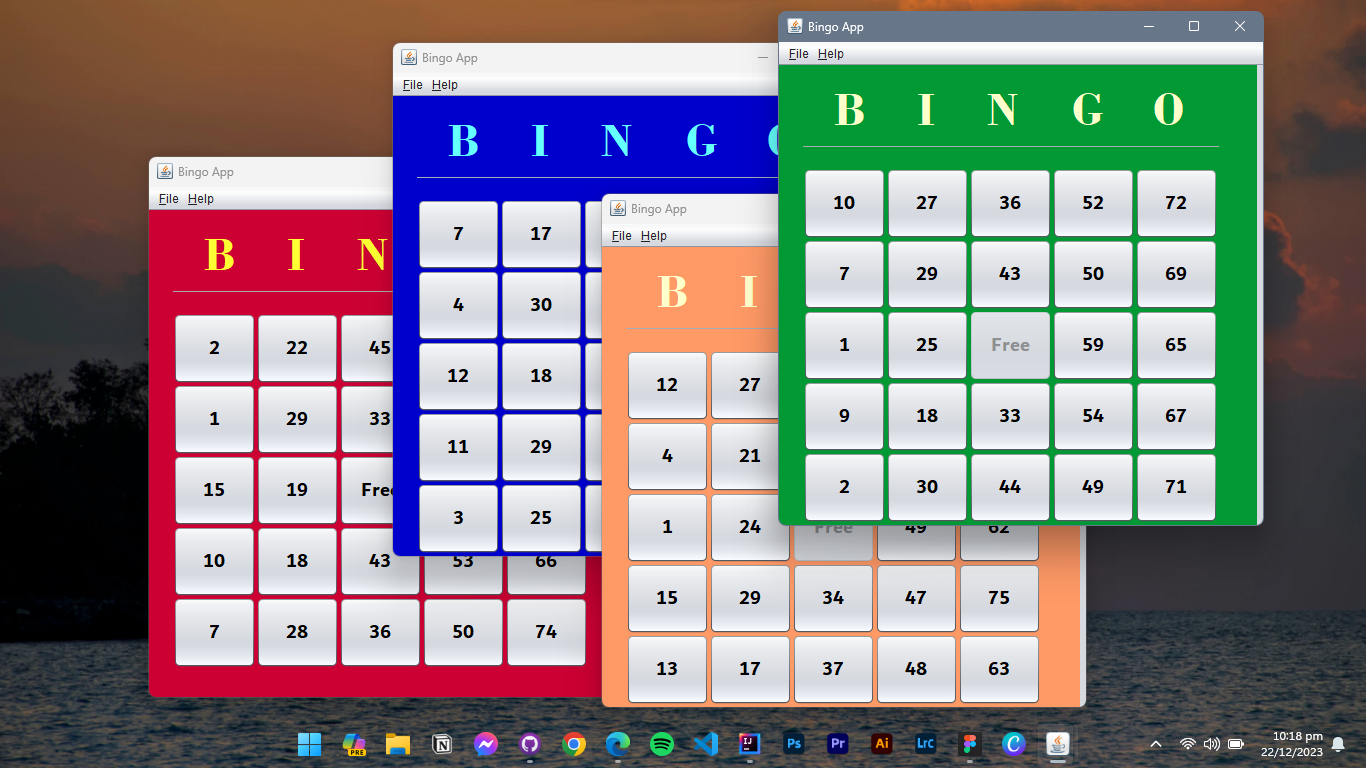 Bingo App
File Help
B I N G O
10 27 36 52 72
7 29 43 50 69
1 25 Free 59 65
9 18 33 54 67
2 30 44 49 71
Bingo App
File Help
B I N G
7 17
4 30
12 18
11 29
3 25
Bingo App
File Help
B I N
2 22 45
1 29 33
15 19 Free
10 18 43 53 66
7 28 36 50 74
Bingo App
File Help
B I
12 27
4 21
1 24 Free 49 62
15 29 34 47 75
13 17 37 48 63
PRE
N
IJ
Ps
Pr
Ai
LrC
C
10:18 pm
22/12/2023